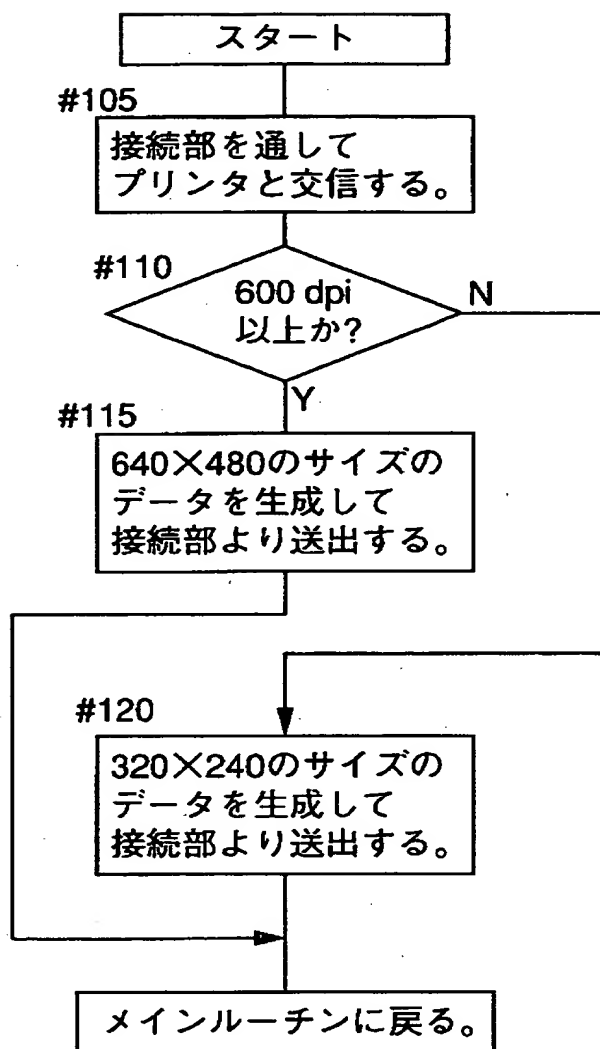 スタート
#105
接続部を通して
プリンタと交信する。
#110
600 dpi
以上か?
N
Y
#115
640×480のサイズの
データを生成して
接続部より送出する。
#120
320×240のサイズの
データを生成して
接続部より送出する。
メインルーチンに戻る。